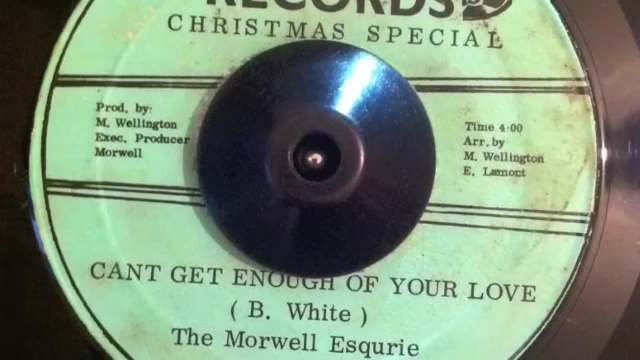 RECORDS
CHRISTMAS SPECIAL
Prod. by:
M. Wellington
Exec. Producer
Morwell
Time 4:00
Arr. by
M. Wellington
E. Lamont
CANT GET ENOUGH OF YOUR LOVE
( B. White )
The Morwell Esqurie